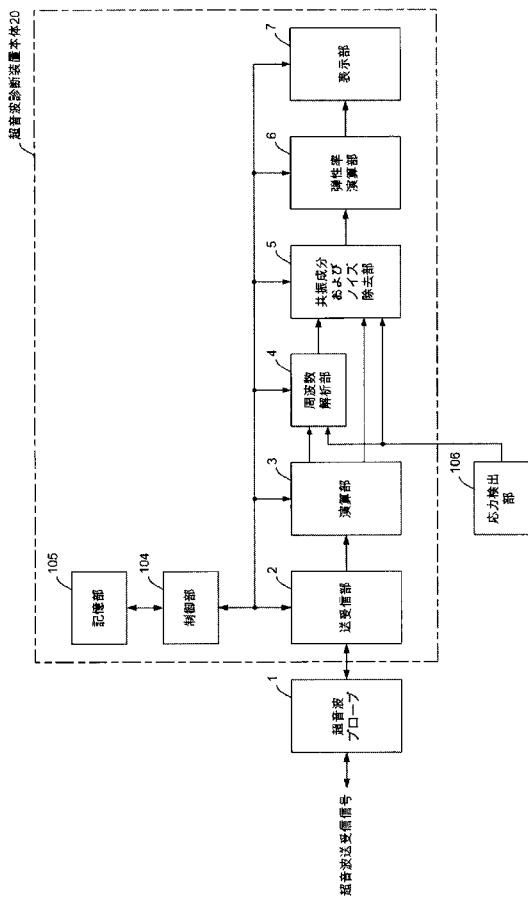 超音波診断装置本体20
105
記憶部
104
制御部
超音波送受信信号
1
超音波
プローブ
2
送受信部
3
演算部
4
周波数
解析部
5
共振成分
および
ノイズ
除去部
6
弾性率
演算部
7
表示部
106
応力検出
部